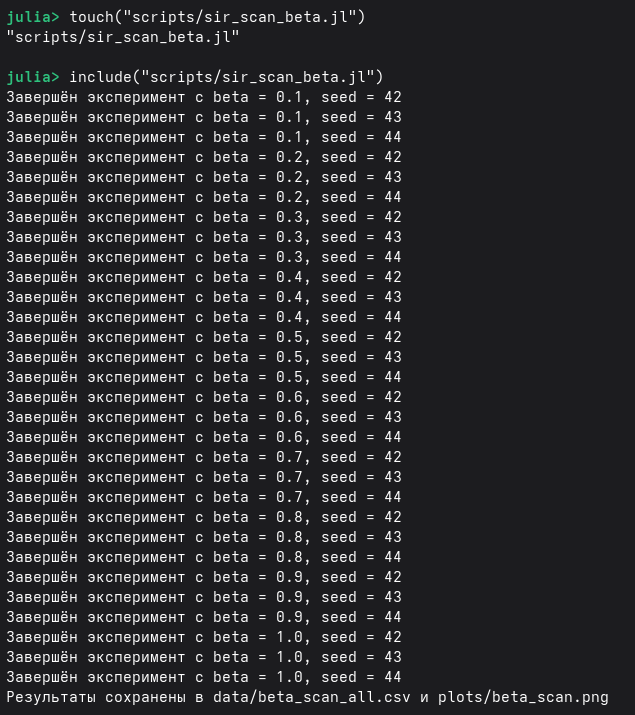 julia> touch("scripts/sir_scan_beta.jl")
"scripts/sir_scan_beta.jl"
julia> include("scripts/sir_scan_beta.jl")
Завершён эксперимент с beta = 0.1, seed = 42
Завершён эксперимент с beta = 0.1, seed = 43
Завершён эксперимент с beta = 0.1, seed = 44
Завершён эксперимент с beta = 0.2, seed = 42
Завершён эксперимент с beta = 0.2, seed = 43
Завершён эксперимент с beta = 0.2, seed = 44
Завершён эксперимент с beta = 0.3, seed = 42
Завершён эксперимент с beta = 0.3, seed = 43
Завершён эксперимент с beta = 0.3, seed = 44
Завершён эксперимент с beta = 0.4, seed = 42
Завершён эксперимент с beta = 0.4, seed = 43
Завершён эксперимент с beta = 0.4, seed = 44
Завершён эксперимент с beta = 0.5, seed = 42
Завершён эксперимент с beta = 0.5, seed = 43
Завершён эксперимент с beta = 0.5, seed = 44
Завершён эксперимент с beta = 0.6, seed = 42
Завершён эксперимент с beta = 0.6, seed = 43
Завершён эксперимент с beta = 0.6, seed = 44
Завершён эксперимент с beta = 0.7, seed = 42
Завершён эксперимент с beta = 0.7, seed = 43
Завершён эксперимент с beta = 0.7, seed = 44
Завершён эксперимент с beta = 0.8, seed = 42
Завершён эксперимент с beta = 0.8, seed = 43
Завершён эксперимент с beta = 0.8, seed = 44
Завершён эксперимент с beta = 0.9, seed = 42
Завершён эксперимент с beta = 0.9, seed = 43
Завершён эксперимент с beta = 0.9, seed = 44
Завершён эксперимент с beta = 1.0, seed = 42
Завершён эксперимент с beta = 1.0, seed = 43
Завершён эксперимент с beta = 1.0, seed = 44
Результаты сохранены в data/beta_scan_all.csv и plots/beta_scan.png